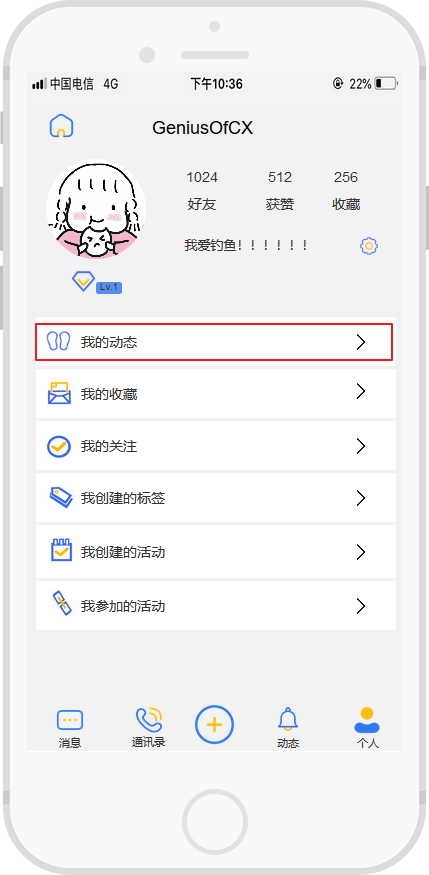 中国电信 4G 下午10:36 22%
GeniusOfCX
1024 512 256
好友 获赞 收藏
我爱钓鱼！！！！！！
Lv.1
我的动态
我的收藏
我的关注
我创建的标签
我创建的活动
我参加的活动
消息 通讯录 动态 个人